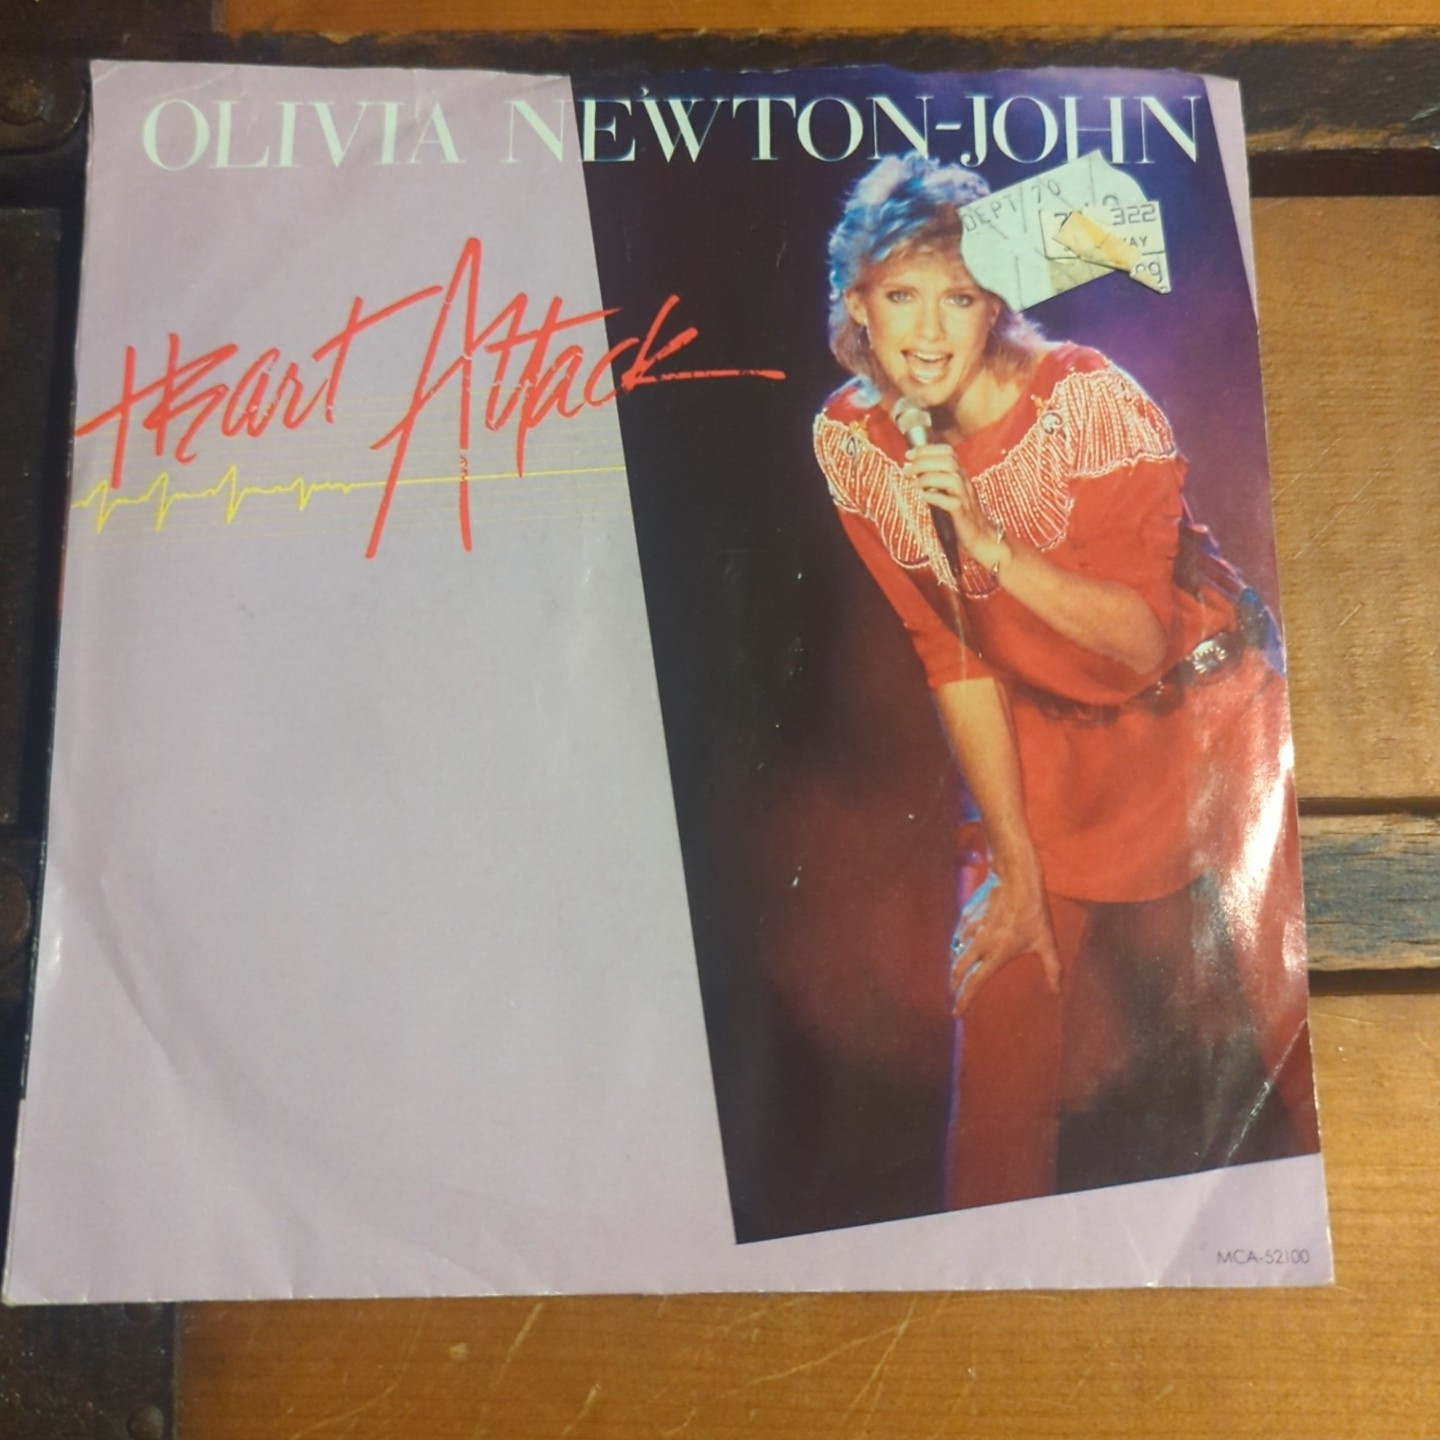 OLIVIA NEWTON-JOHN
DEPT/70
322
Heart Attack
MCA-52100